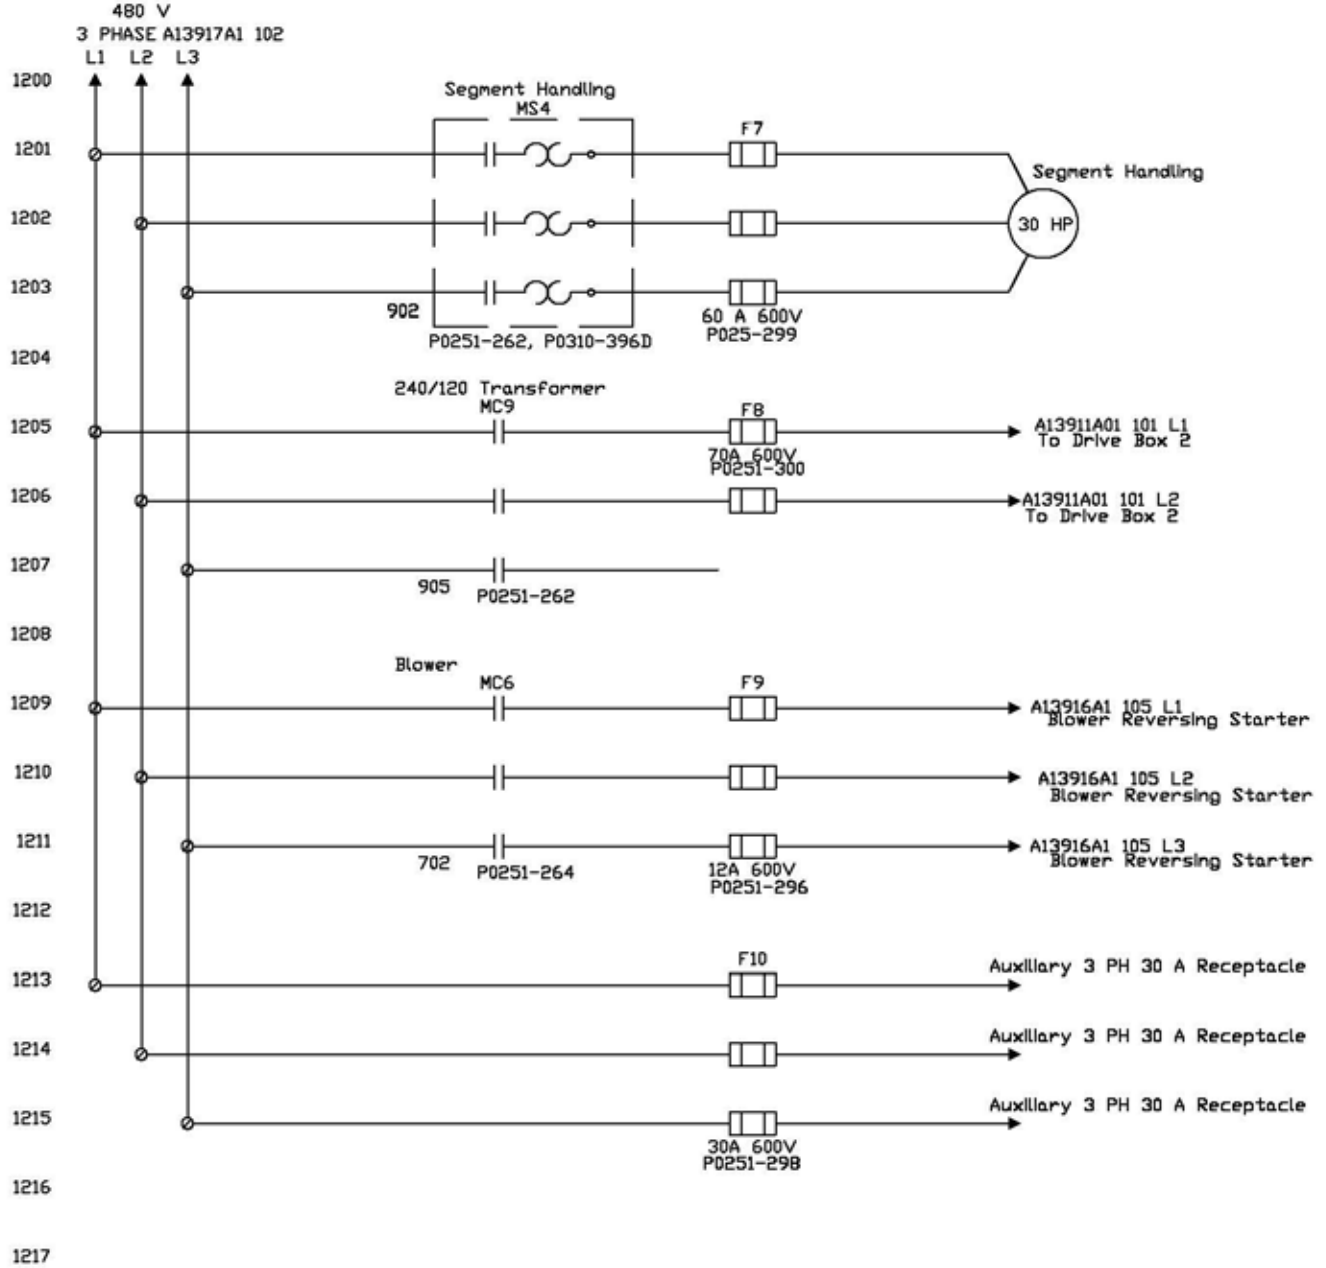 480 V
3 PHASE A13917A1 102
L1 L2 L3
1200
Segment Handling
MS4
F7
1201
Segment Handling
1202
30 HP
1203
902
60 A 600V
P025-299
P0251-262, P0310-396D
1204
240/120 Transformer
MC9
F8
1205
A13911A01 101 L1
To Drive Box 2
70A 600V
P0251-300
1206
A13911A01 101 L2
To Drive Box 2
1207
905
P0251-262
1208
Blower
MC6
F9
1209
A13916A1 105 L1
Blower Reversing Starter
1210
A13916A1 105 L2
Blower Reversing Starter
1211
A13916A1 105 L3
Blower Reversing Starter
702
P0251-264
12A 600V
P0251-296
1212
F10
Auxiliary 3 PH 30 A Receptacle
1213
Auxiliary 3 PH 30 A Receptacle
1214
Auxiliary 3 PH 30 A Receptacle
1215
30A 600V
P0251-298
1216
1217